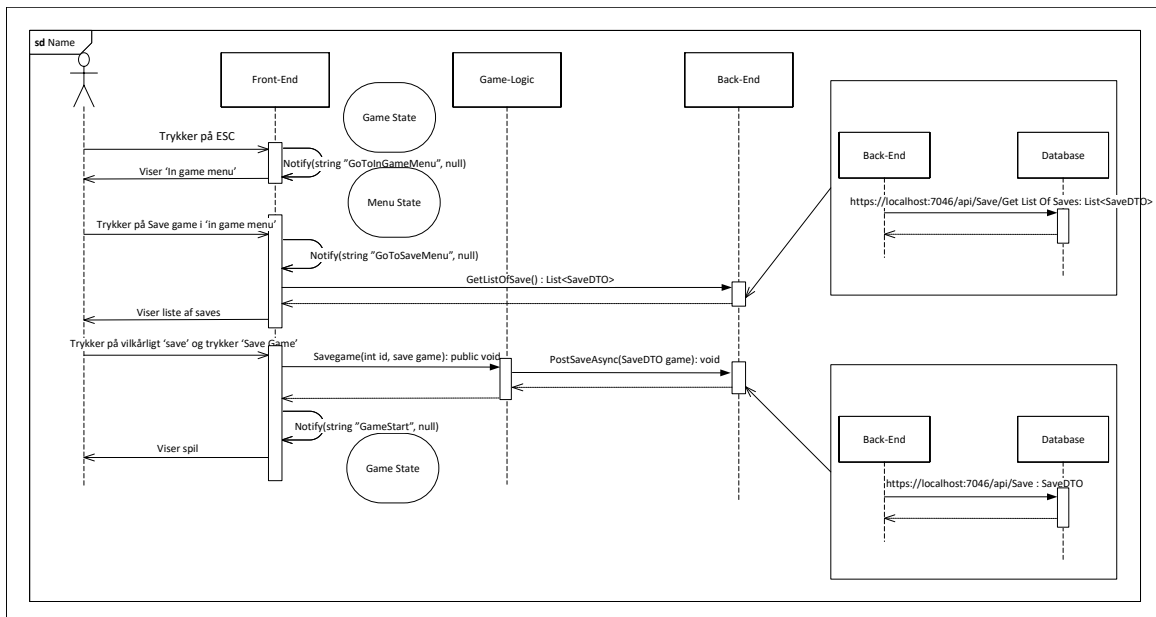 sd Name
Front-End
Game-Logic
Back-End
Game State
Trykker på ESC
Notify(string "GoToInGameMenu", null)
Viser 'In game menu'
Menu State
Trykker på Save game i 'in game menu'
Notify(string "GoToSaveMenu", null)
GetListOfSave() : List<SaveDTO>
Viser liste af saves
Trykker på vilkårligt 'save' og trykker 'Save Game'
Savegame(int id, save game): public void
PostSaveAsync(SaveDTO game): void
Notify(string "GameStart", null)
Viser spil
Game State
Back-End
Database
https://localhost:7046/api/Save/Get List Of Saves: List<SaveDTO>
Back-End
Database
https://localhost:7046/api/Save : SaveDTO